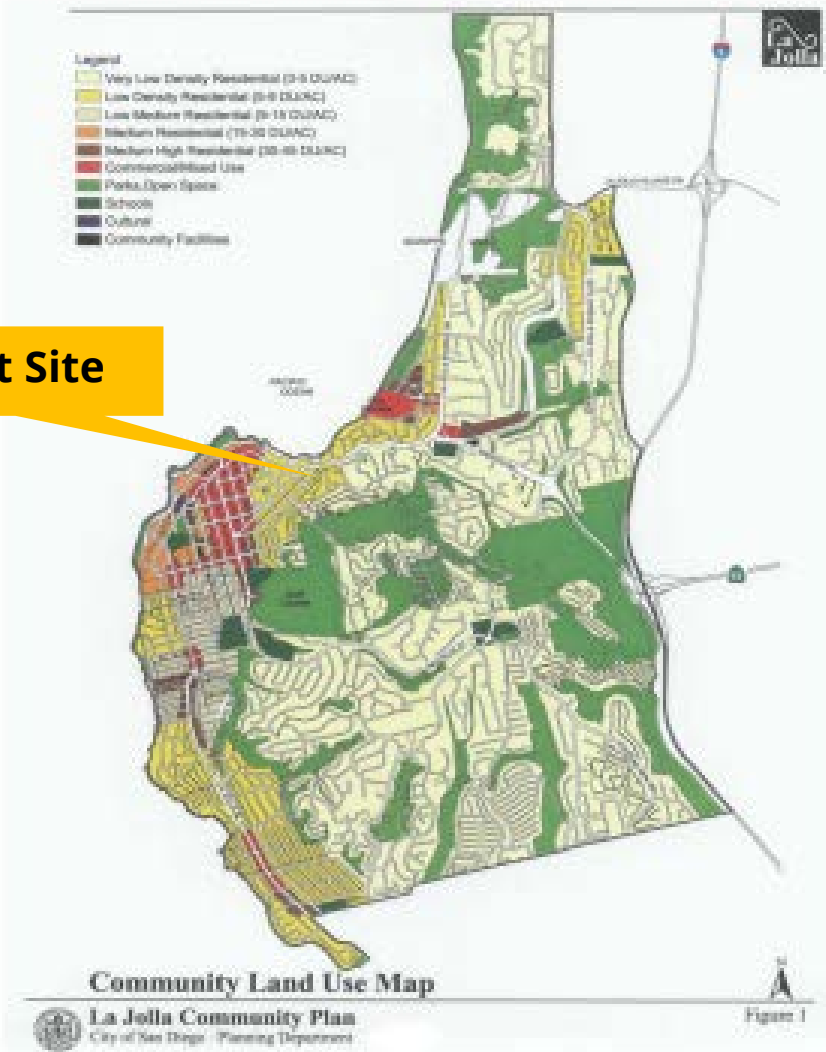 La Jolla
Legend
Very Low Density Residential (0-5 DU/AC)
Low Density Residential (5-9 DU/AC)
Low Medium Residential (9-15 DU/AC)
Medium Residential (15-30 DU/AC)
Medium High Residential (30-45 DU/AC)
Commercial/Mixed Use
Parks, Open Space
Schools
Cultural
Community Facilities
t Site
PACIFIC
OCEAN
Community Land Use Map
La Jolla Community Plan
City of San Diego Planning Department
Figure 1